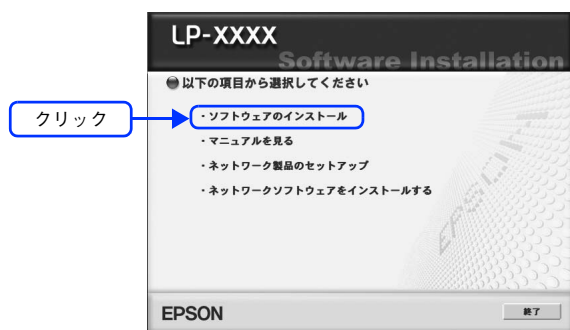 LP-XXXX
Software Installation
以下の項目から選択してください
クリック
・ソフトウェアのインストール
・マニュアルを見る
・ネットワーク製品のセットアップ
・ネットワークソフトウェアをインストールする
EPSON
EPSON
終了